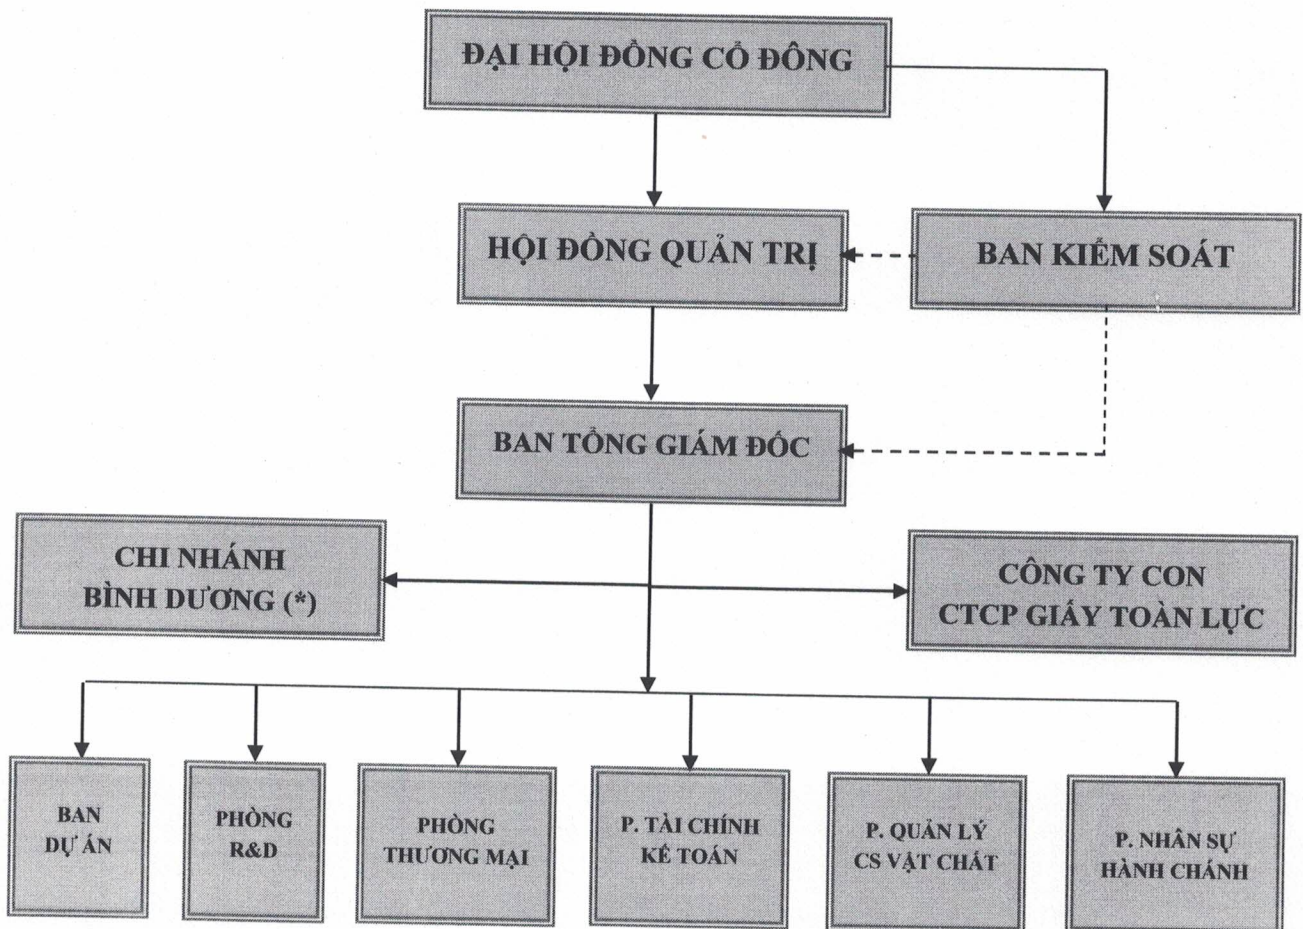 ĐẠI HỘI ĐỒNG CỔ ĐÔNG
HỘI ĐỒNG QUẢN TRỊ
BAN KIỂM SOÁT
BAN TỔNG GIÁM ĐỐC
CHI NHÁNH
BÌNH DƯƠNG (*)
CÔNG TY CON
CTCP GIẤY TOÀN LỰC
BAN
DỰ ÁN
PHÒNG
R&D
PHÒNG
THƯƠNG MẠI
P. TÀI CHÍNH
KẾ TOÁN
P. QUẢN LÝ
CS VẬT CHẤT
P. NHÂN SỰ
HÀNH CHÁNH